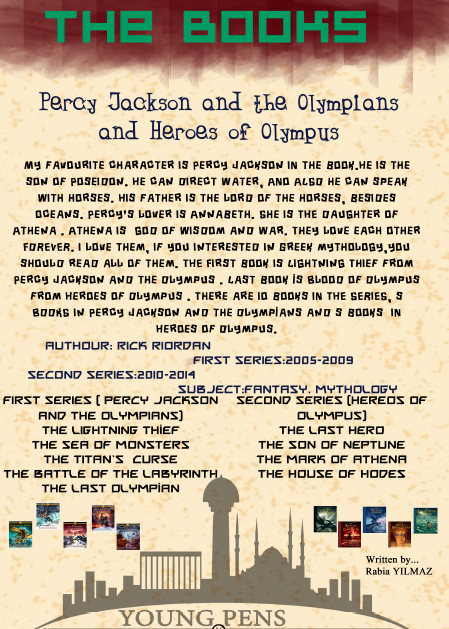 THE BOOKS
Percy Jackson and the Olympians
and Heroes of Olympus
MY FAVOURITE CHARACTER IS PERCY JACKSON IN THE BOOK.HE IS THE
SON OF POSEIDON. HE CAN DIRECT WATER, AND ALSO HE CAN SPEAK
WITH HORSES. HIS FATHER IS THE LORD OF THE HORSES, BESIDES
OCEANS. PERCY'S LOVER IS ANNABETH. SHE IS THE DAUGHTER OF
ATHENA . ATHENA IS GOD OF WISDOM AND WAR. THEY LOVE EACH OTHER
FOREVER. I LOVE THEM, IF YOU INTERESTED IN GREEK MYTHOLOGY,YOU
SHOULD READ ALL OF THEM. THE FIRST BOOK IS LIGHTNING THIEF FROM
PERCY JACKSON AND THE OLYMPUS . LAST BOOK İS BLOOD OF OLYMPUS
FROM HEROES OF OLYMPUS . THERE ARE 10 BOOKS IN THE SERIES, 5
BOOKS IN PERCY JACKSON AND THE OLYMPIANS AND 5 BOOKS IN
HEROES OF OLYMPUS.
AUTHOUR: RICK RIORDAN
FIRST SERIES:2005-2009
SECOND SERIES:2010-2014
SUBJECT:FANTASY, MYTHOLOGY
FIRST SERIES ( PERCY JACKSON
AND THE OLYMPIANS)
THE LIGHTNING THİEF
THE SEA OF MONSTERS
THE TITAN'S CURSE
THE BATTLE OF THE LABYRINTH
THE LAST OLYMPİAN
SECOND SERIES (HEREOS OF
OLYMPUS)
THE LAST HERO
THE SON OF NEPTUNE
THE MARK OF ATHENA
THE HOUSE OF HODES
Written by...
Rabia YILMAZ
YOUNG PENS